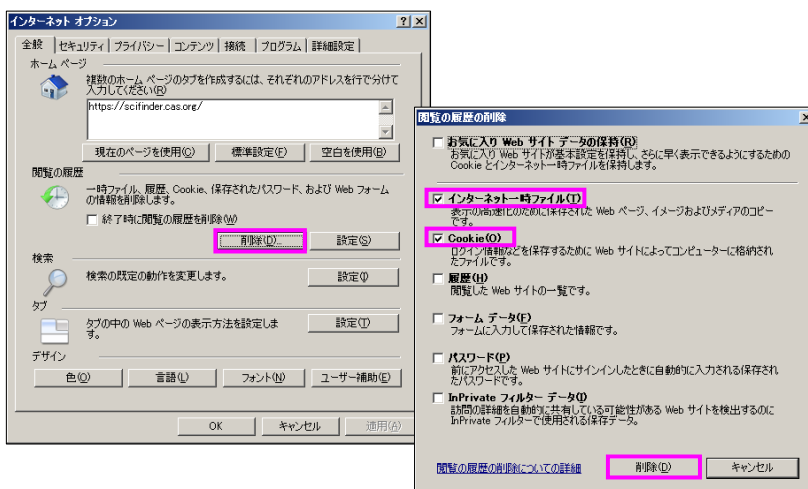 インターネット オプション
全般
セキュリティ
プライバシー
コンテンツ
接続
プログラム
詳細設定
ホーム ページ
複数のホーム ページのタブを作成するには、それぞれのアドレスを行で分けて
入力してください(R)
https://scifinder.cas.org/
現在のページを使用(C)
標準設定(F)
空白を使用(B)
閲覧の履歴
一時ファイル、履歴、Cookie、保存されたパスワード、および Web フォーム
の情報を削除します。
終了時に閲覧の履歴を削除(W)
削除(D)...
設定(S)
検索
検索の既定の動作を変更します。
設定(I)
タブ
タブの中の Web ページの表示方法を設定しま
す。
設定(T)
デザイン
色(O)
言語(L)
フォント(N)
ユーザー補助(E)
OK
キャンセル
適用(A)
閲覧の履歴の削除
お気に入り Web サイト データの保持(R)
お気に入り Web サイトが基本設定を保持し、さらに早く表示できるようにするための
Cookie とインターネット一時ファイルを保持します。
インターネット一時ファイル(T)
表示の高速化のために保存された Web ページ、イメージおよびメディアのコピー
です。
Cookie(O)
ログイン情報などを保存するために Web サイトによってコンピューターに格納され
たファイルです。
履歴(H)
閲覧した Web サイトの一覧です。
フォーム データ(F)
フォームに入力して保存された情報です。
パスワード(P)
前にアクセスした Web サイトにサインインしたときに自動的に入力される保存され
たパスワードです。
InPrivate フィルター データ(I)
訪問の詳細を自動的に共有している可能性がある Web サイトを検出するのに
InPrivate フィルターで使用される保存データ。
閲覧の履歴の削除についての詳細
削除(D)
キャンセル